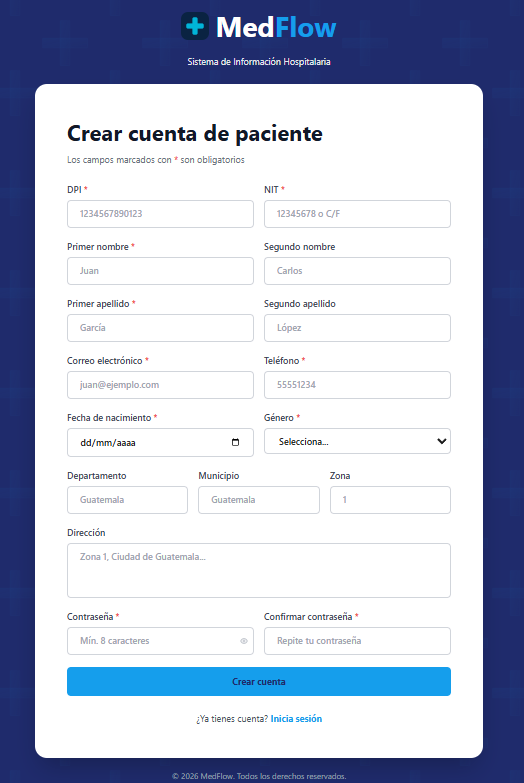 MedFlow
Sistema de Información Hospitalaria
Crear cuenta de paciente
Los campos marcados con * son obligatorios
DPI * NIT *
1234567890123 12345678 o C/F
Primer nombre * Segundo nombre
Juan Carlos
Primer apellido * Segundo apellido
García López
Correo electrónico * Teléfono *
juan@ejemplo.com 55551234
Fecha de nacimiento * Género *
dd/mm/aaaa Selecciona...
Departamento Municipio Zona
Guatemala Guatemala 1
Dirección
Zona 1, Ciudad de Guatemala...
Contraseña * Confirmar contraseña *
Mín. 8 caracteres Repite tu contraseña
Crear cuenta
¿Ya tienes cuenta? Inicia sesión
© 2026 MedFlow. Todos los derechos reservados.